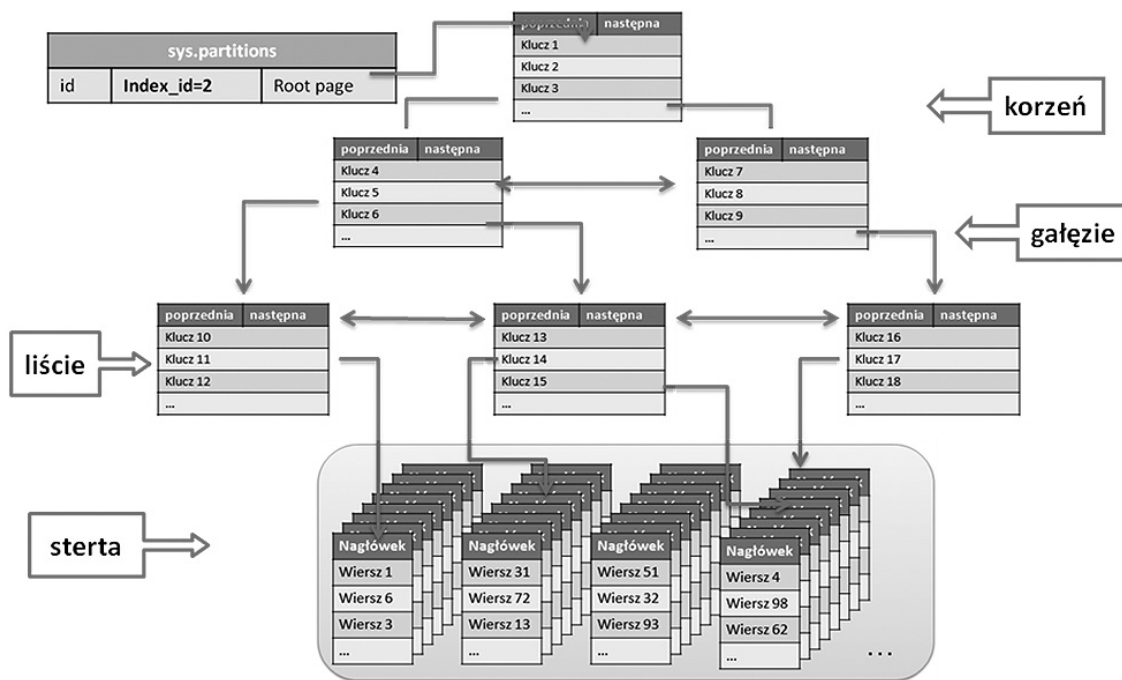 sys.partitions
id Index_id=2 Root page
poprzednia następna
Klucz 1
Klucz 2
Klucz 3
...
korzeń
poprzednia następna
Klucz 4
Klucz 5
Klucz 6
...
poprzednia następna
Klucz 7
Klucz 8
Klucz 9
...
gałęzie
poprzednia następna
Klucz 10
Klucz 11
Klucz 12
...
poprzednia następna
Klucz 13
Klucz 14
Klucz 15
...
poprzednia następna
Klucz 16
Klucz 17
Klucz 18
...
liście
sterta
Nagłówek
Wiersz 1
Wiersz 6
Wiersz 3
...
Nagłówek
Wiersz 31
Wiersz 72
Wiersz 13
...
Nagłówek
Wiersz 51
Wiersz 32
Wiersz 93
...
Nagłówek
Wiersz 4
Wiersz 98
Wiersz 62
...
...